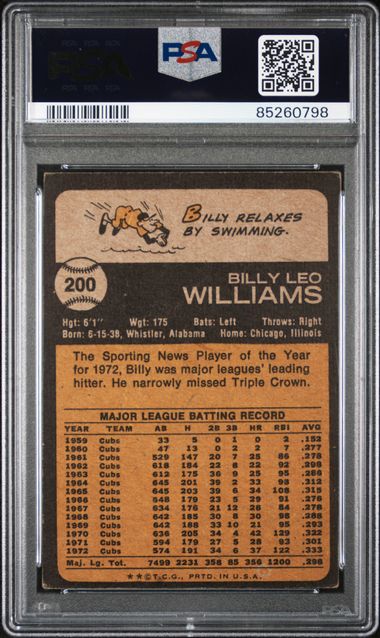 PSA
PSA
85260798
BILLY RELAXES
BY SWIMMING.
200
BILLY LEO
WILLIAMS
Hgt: 6'1" Wgt: 175 Bats: Left Throws: Right
Born: 6-15-38, Whistler, Alabama Home: Chicago, Illinois
The Sporting News Player of the Year
for 1972, Billy was major leagues' leading
hitter. He narrowly missed Triple Crown.
MAJOR LEAGUE BATTING RECORD
YEAR TEAM AB H 2B 3B HR RBI AVG
1959 Cubs 33 5 0 1 0 2 .152
1960 Cubs 47 13 0 2 2 7 .277
1961 Cubs 529 147 20 7 25 86 .278
1962 Cubs 618 184 22 8 22 92 .298
1963 Cubs 612 175 36 9 25 95 .286
1964 Cubs 645 201 39 2 33 98 .312
1965 Cubs 645 203 39 6 34 108 .315
1966 Cubs 648 179 23 5 29 91 .276
1967 Cubs 634 176 21 12 28 84 .278
1968 Cubs 642 185 30 8 30 98 .288
1969 Cubs 642 188 33 10 21 95 .293
1970 Cubs 636 205 34 4 42 129 .322
1971 Cubs 594 179 27 5 28 93 .301
1972 Cubs 574 191 34 6 37 122 .333
Maj. Lg. Tot. 7499 2231 358 85 356 1200 .298
★★©T.C.G., PRTD. IN U.S.A.